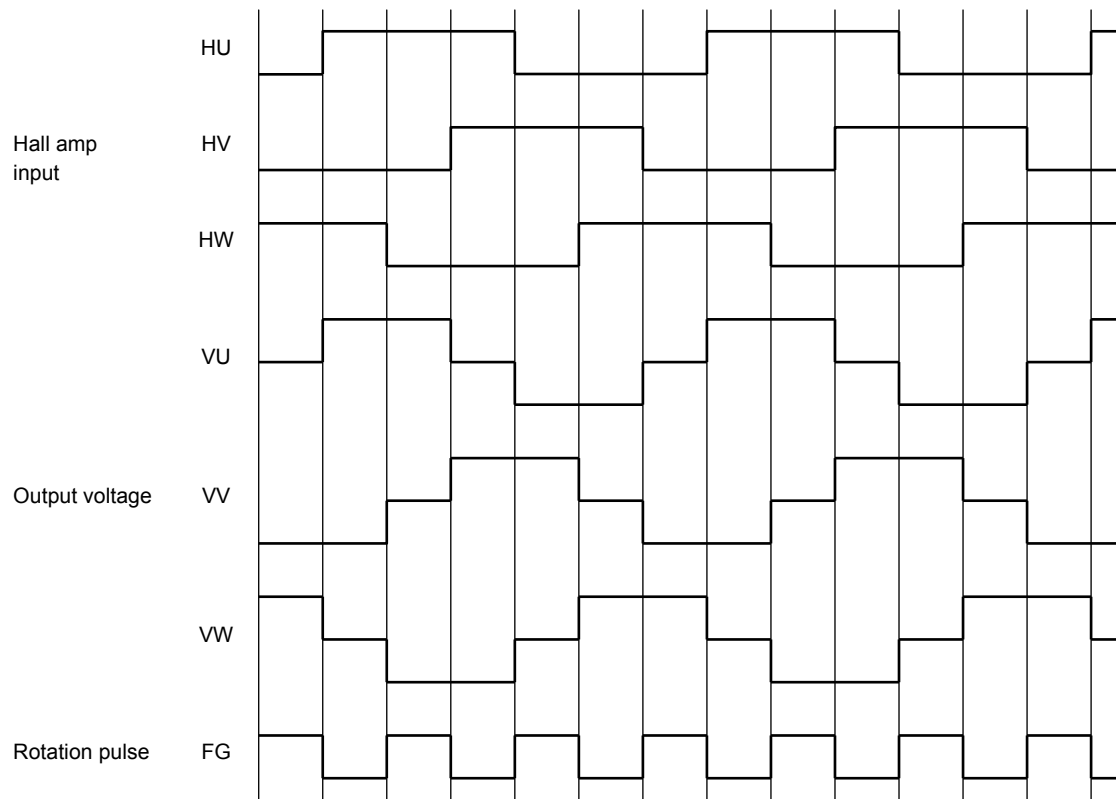 HU
Hall amp
input
HV
HW
VU
Output voltage
VV
VW
Rotation pulse
FG